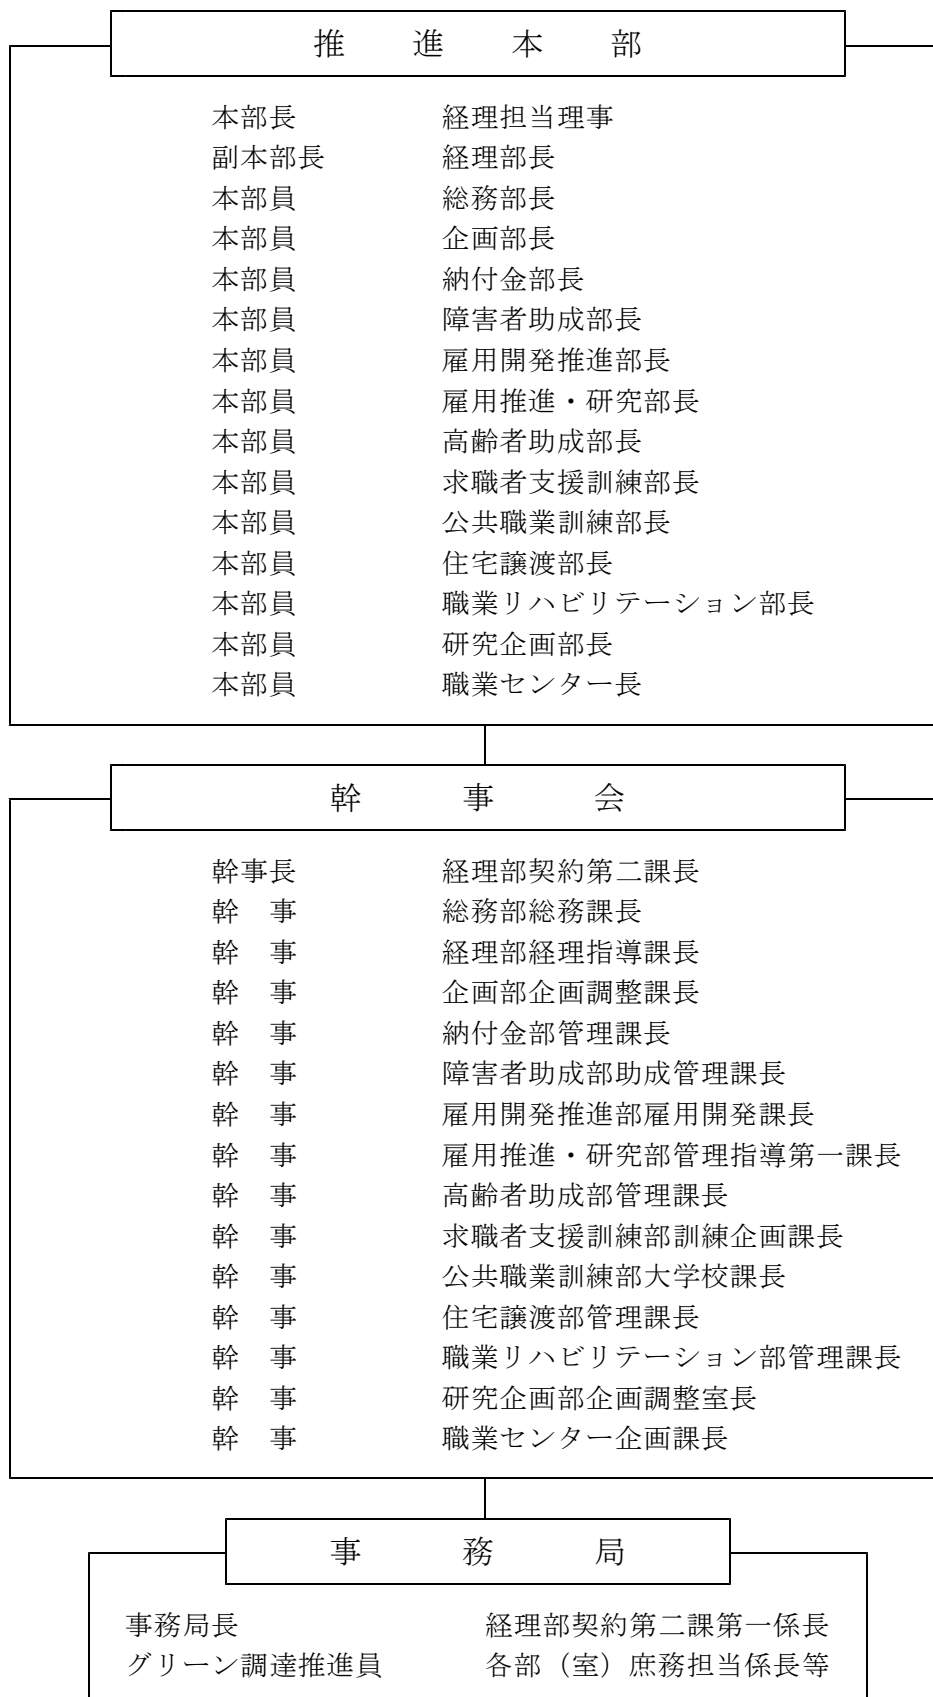 推進本部
本部長 経理担当理事
副本部長 経理部長
本部員 総務部長
本部員 企画部長
本部員 納付金部長
本部員 障害者助成部長
本部員 雇用開発推進部長
本部員 雇用推進・研究部長
本部員 高齢者助成部長
本部員 求職者支援訓練部長
本部員 公共職業訓練部長
本部員 住宅譲渡部長
本部員 職業リハビリテーション部長
本部員 研究企画部長
本部員 職業センター長
幹事会
幹事長 経理部契約第二課長
幹事 総務部総務課長
幹事 経理部経理指導課長
幹事 企画部企画調整課長
幹事 納付金部管理課長
幹事 障害者助成部助成管理課長
幹事 雇用開発推進部雇用開発課長
幹事 雇用推進・研究部管理指導第一課長
幹事 高齢者助成部管理課長
幹事 求職者支援訓練部訓練企画課長
幹事 公共職業訓練部大学校課長
幹事 住宅譲渡部管理課長
幹事 職業リハビリテーション部管理課長
幹事 研究企画部企画調整室長
幹事 職業センター企画課長
事務局
事務局長 経理部契約第二課第一係長
グリーン調達推進員 各部（室）庶務担当係長等